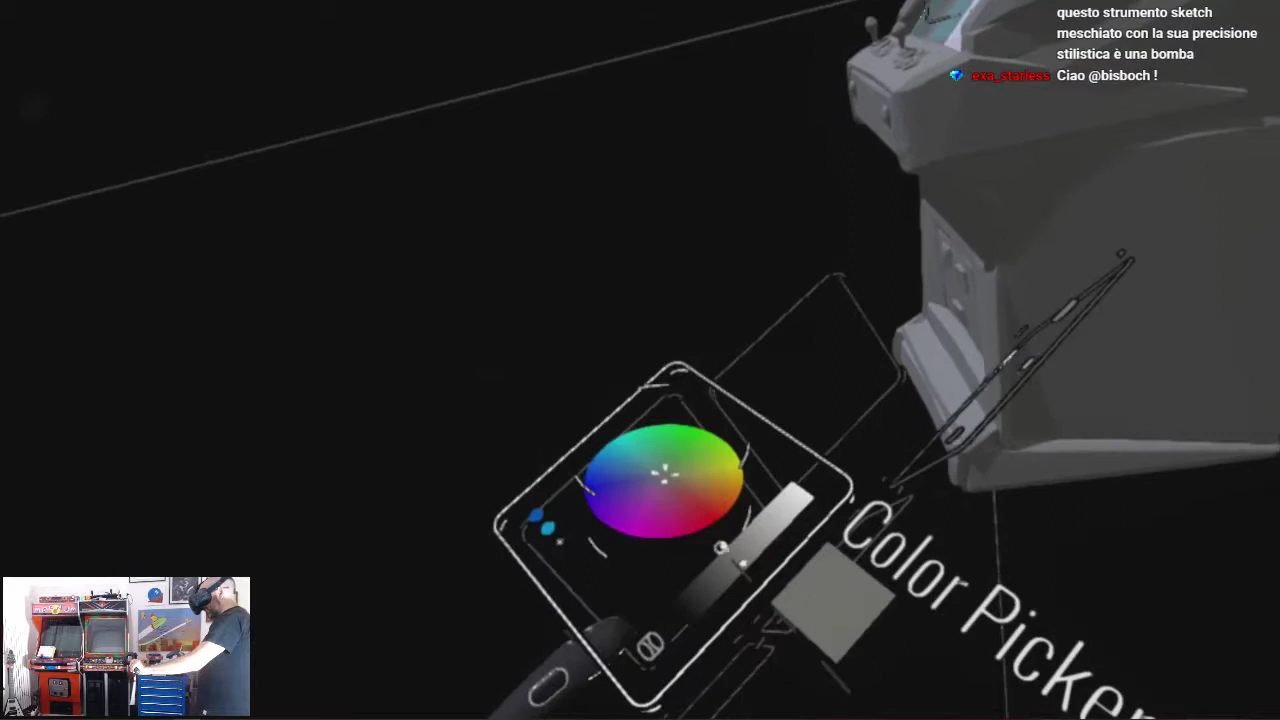 questo strumento sketch
meschiato con la sua precisione
stilistica è una bomba
exa_starless Ciao @bisboch !
Color Picker